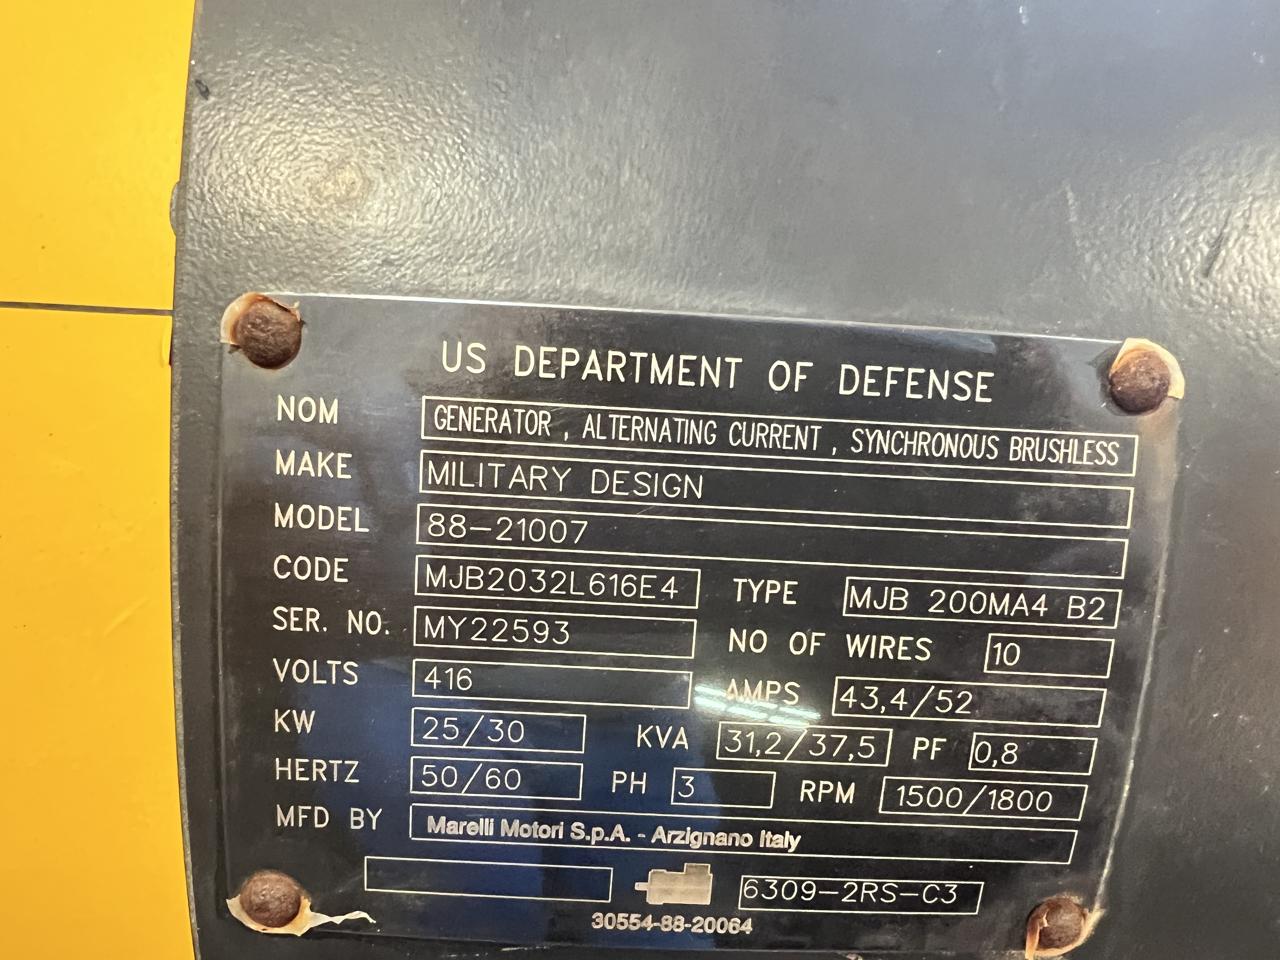 US DEPARTMENT OF DEFENSE
NOM GENERATOR , ALTERNATING CURRENT , SYNCHRONOUS BRUSHLESS
MAKE MILITARY DESIGN
MODEL 88-21007
CODE MJB2032L616E4 TYPE MJB 200MA4 B2
SER. NO. MY22593 NO OF WIRES 10
VOLTS 416 AMPS 43,4/52
KW 25/30 KVA 31,2/37,5 PF 0,8
HERTZ 50/60 PH 3 RPM 1500/1800
MFD BY Marelli Motori S.p.A. - Arzignano Italy
6309-2RS-C3
30554-88-20064